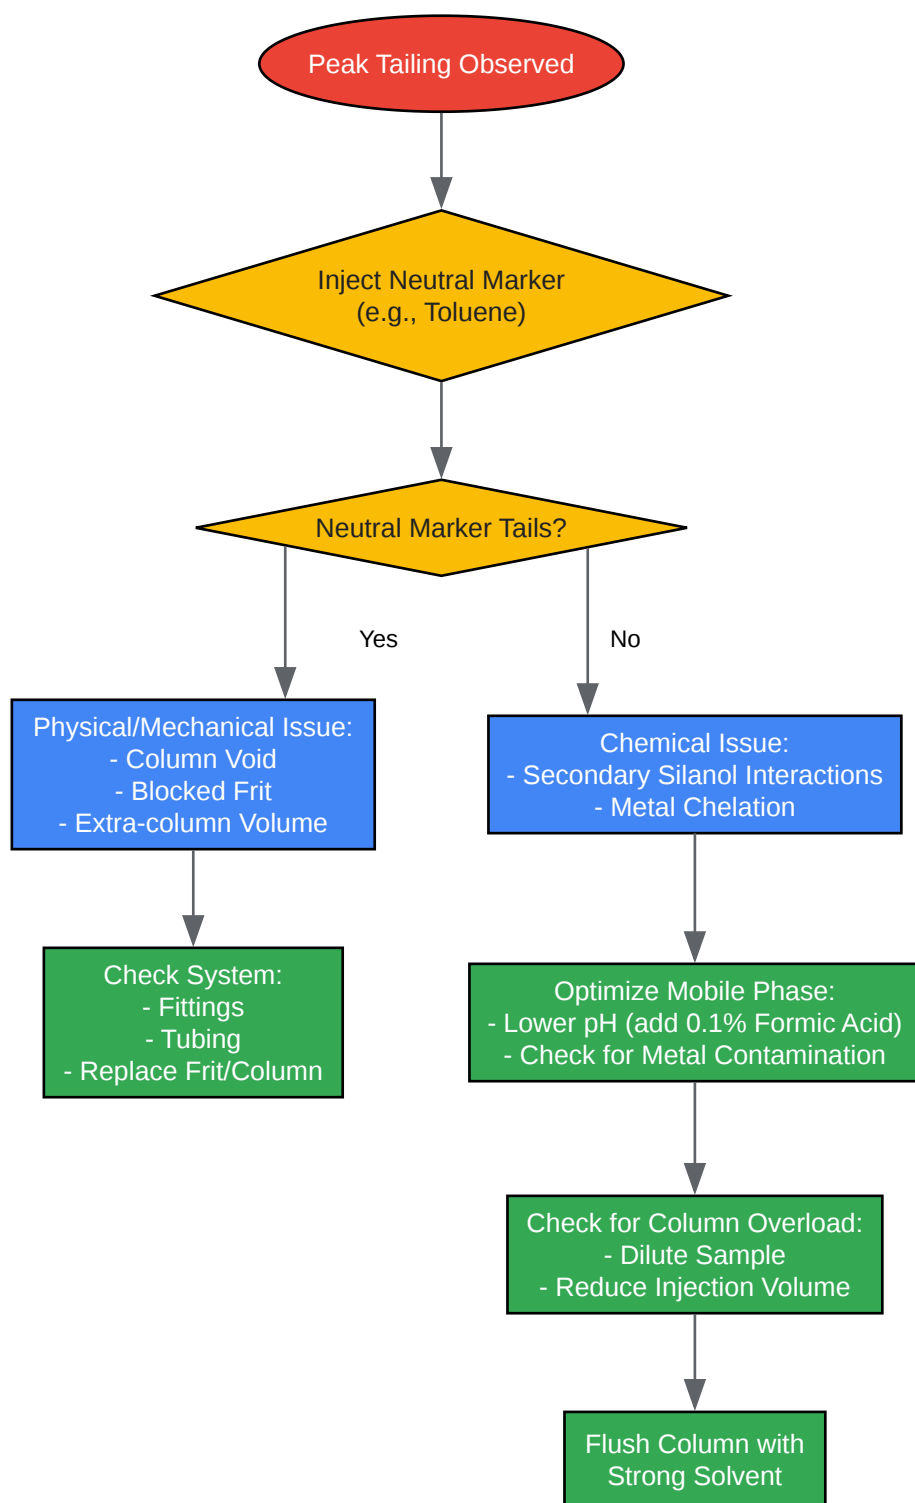 Peak Tailing Observed
Inject Neutral Marker
(e.g., Toluene)
Neutral Marker Tails?
Yes
No
Physical/Mechanical Issue:
- Column Void
- Blocked Frit
- Extra-column Volume
Chemical Issue:
- Secondary Silanol Interactions
- Metal Chelation
Check System:
- Fittings
- Tubing
- Replace Frit/Column
Optimize Mobile Phase:
- Lower pH (add 0.1% Formic Acid)
- Check for Metal Contamination
Check for Column Overload:
- Dilute Sample
- Reduce Injection Volume
Flush Column with
Strong Solvent